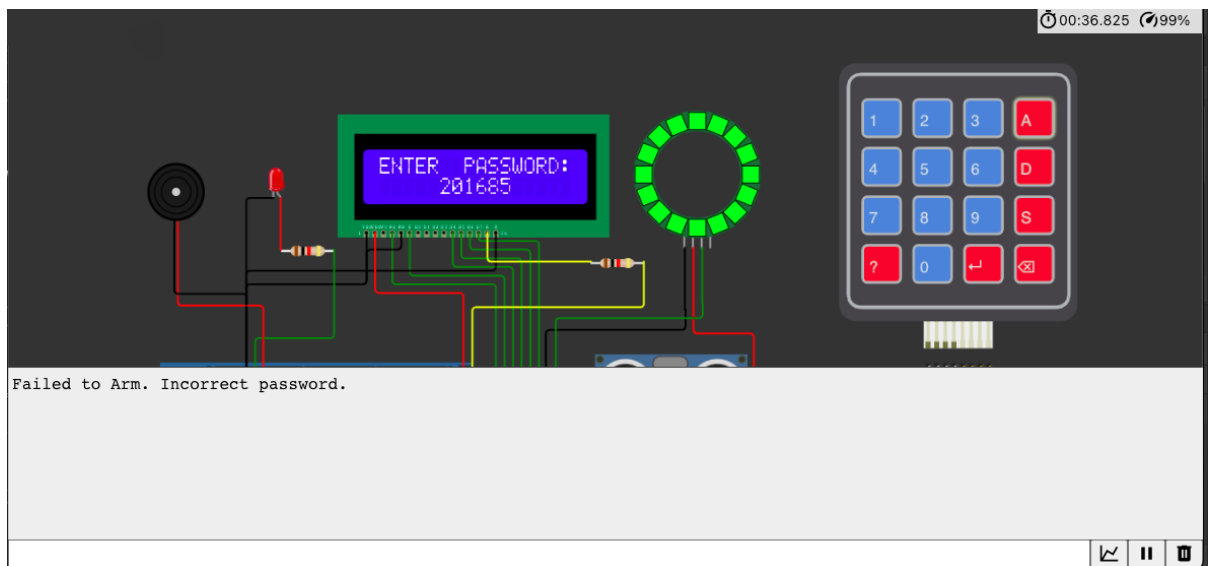 00:36.825 99%
ENTER PASSWORD:
201685
1 2 3 A
4 5 6 D
7 8 9 S
? 0
Failed to Arm. Incorrect password.